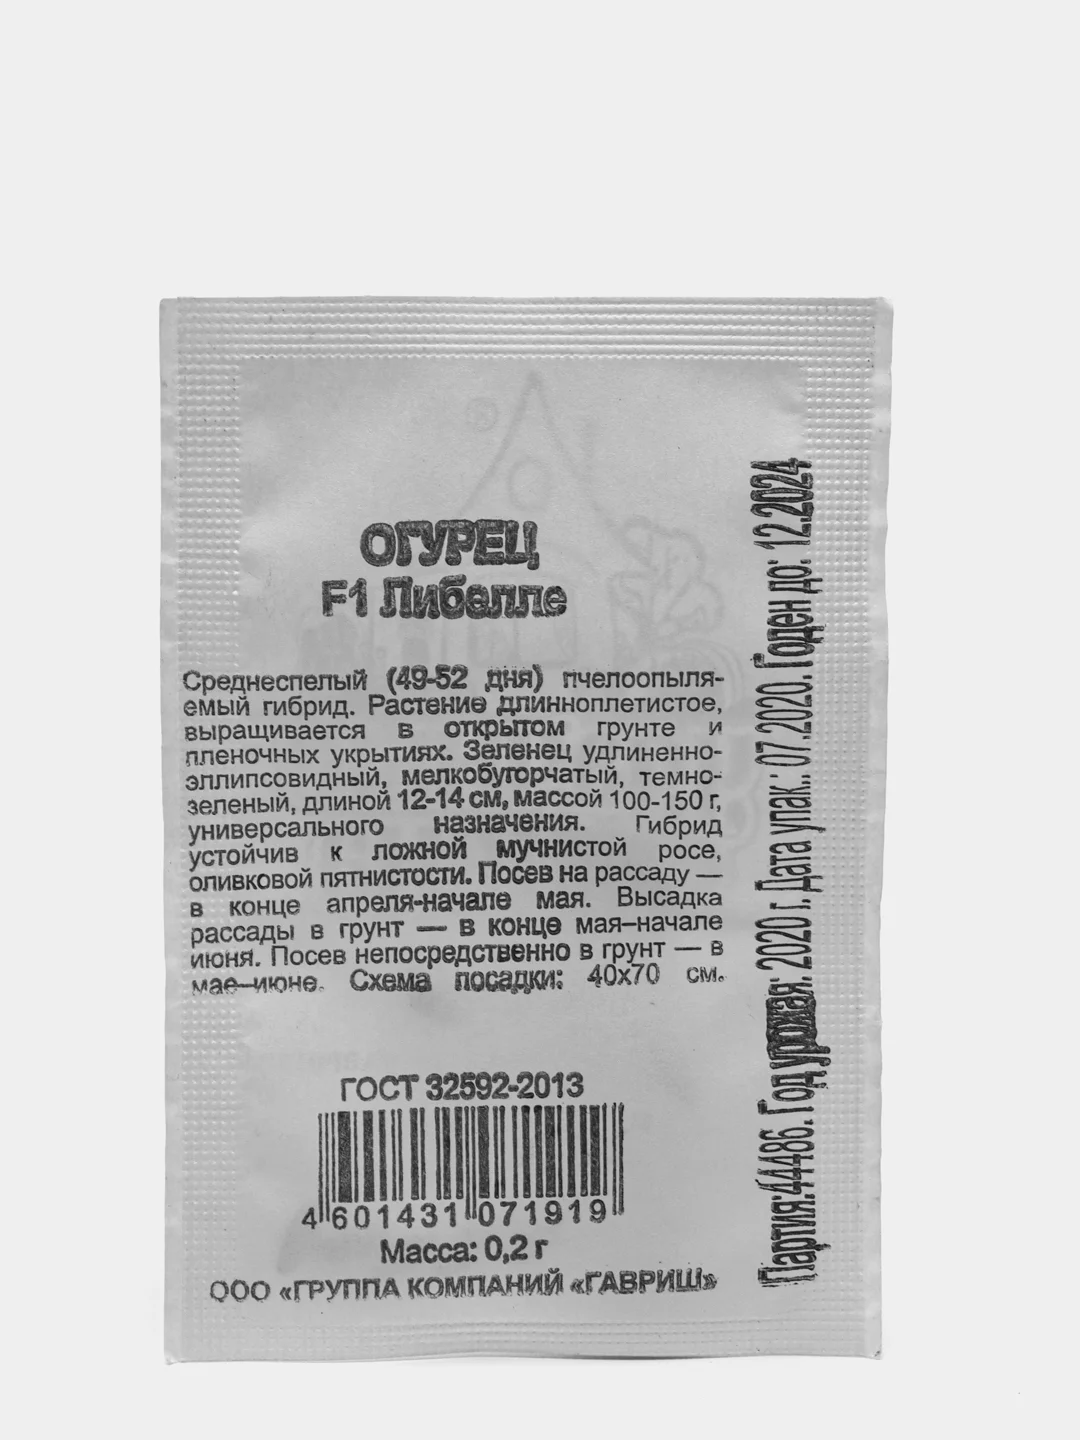 ОГУРЕЦ
F1 Либелле
Среднеспелый (49-52 дня) пчелоопыля-
емый гибрид. Растение длинноплетистое,
выращивается в открытом грунте и
пленочных укрытиях. Зеленец удлиненно-
эллипсовидный, мелкобугорчатый, темно-
зеленый, длиной 12-14 см, массой 100-150 г,
универсального назначения. Гибрид
устойчив к ложной мучнистой росе,
оливковой пятнистости. Посев на рассаду —
в конце апреля-начале мая. Высадка
рассады в грунт — в конце мая–начале
июня. Посев непосредственно в грунт — в
мае–июне. Схема посадки: 40x70 см.
ГОСТ 32592-2013
4 601431 071919
Масса: 0,2 г
ООО «ГРУППА КОМПАНИЙ «ГАВРИШ»
Партия:44486. Год урожая: 2020 г. Дата упак.: 07.2020. Годен до: 12.2024